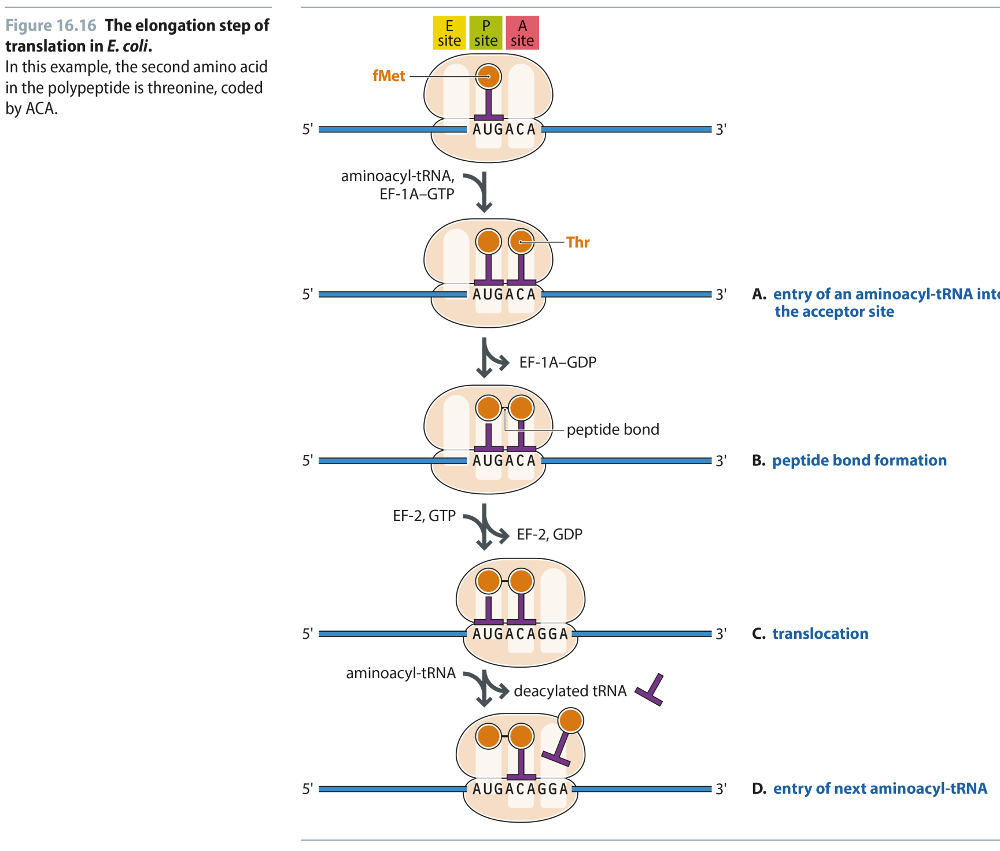 Figure 16.16 The elongation step of
translation in E. coli.
In this example, the second amino acid
in the polypeptide is threonine, coded
by ACA.
E site
P site
A site
fMet
5' AUGACA 3'
aminoacyl-tRNA,
EF-1A–GTP
Thr
5' AUGACA 3'
A. entry of an aminoacyl-tRNA into
the acceptor site
EF-1A–GDP
peptide bond
5' AUGACA 3'
B. peptide bond formation
EF-2, GTP
EF-2, GDP
5' AUGACAGGA 3'
C. translocation
aminoacyl-tRNA
deacylated tRNA
5' AUGACAGGA 3'
D. entry of next aminoacyl-tRNA